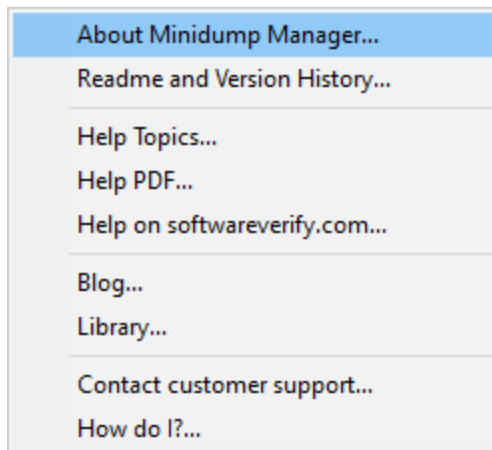 About Minidump Manager...
Readme and Version History...
Help Topics...
Help PDF...
Help on softwareverify.com...
Blog...
Library...
Contact customer support...
How do I?...